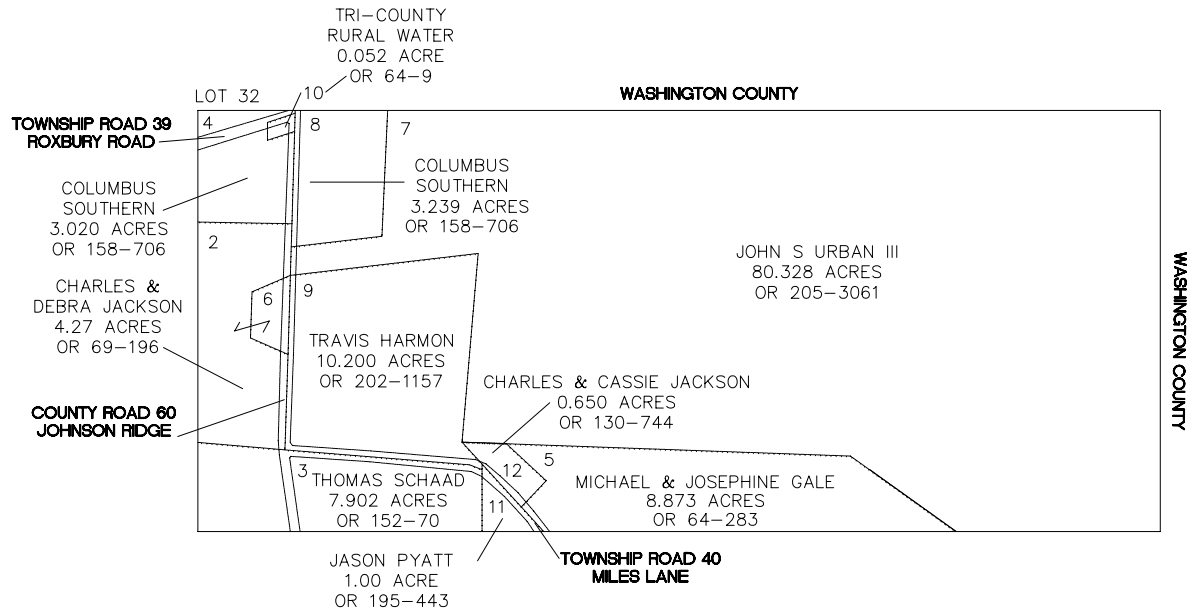 TRI-COUNTY
RURAL WATER
0.052 ACRE
OR 64-9
LOT 32
10
WASHINGTON COUNTY
TOWNSHIP ROAD 39
ROXBURY ROAD
4
8
7
COLUMBUS
SOUTHERN
3.020 ACRES
OR 158-706
COLUMBUS
SOUTHERN
3.239 ACRES
OR 158-706
2
JOHN S URBAN III
80.328 ACRES
OR 205-3061
WASHINGTON COUNTY
CHARLES &
DEBRA JACKSON
4.27 ACRES
OR 69-196
6
9
TRAVIS HARMON
10.200 ACRES
OR 202-1157
CHARLES & CASSIE JACKSON
0.650 ACRES
OR 130-744
COUNTY ROAD 60
JOHNSON RIDGE
3
THOMAS SCHAAD
7.902 ACRES
OR 152-70
12
5
MICHAEL & JOSEPHINE GALE
8.873 ACRES
OR 64-283
11
JASON PYATT
1.00 ACRE
OR 195-443
TOWNSHIP ROAD 40
MILES LANE